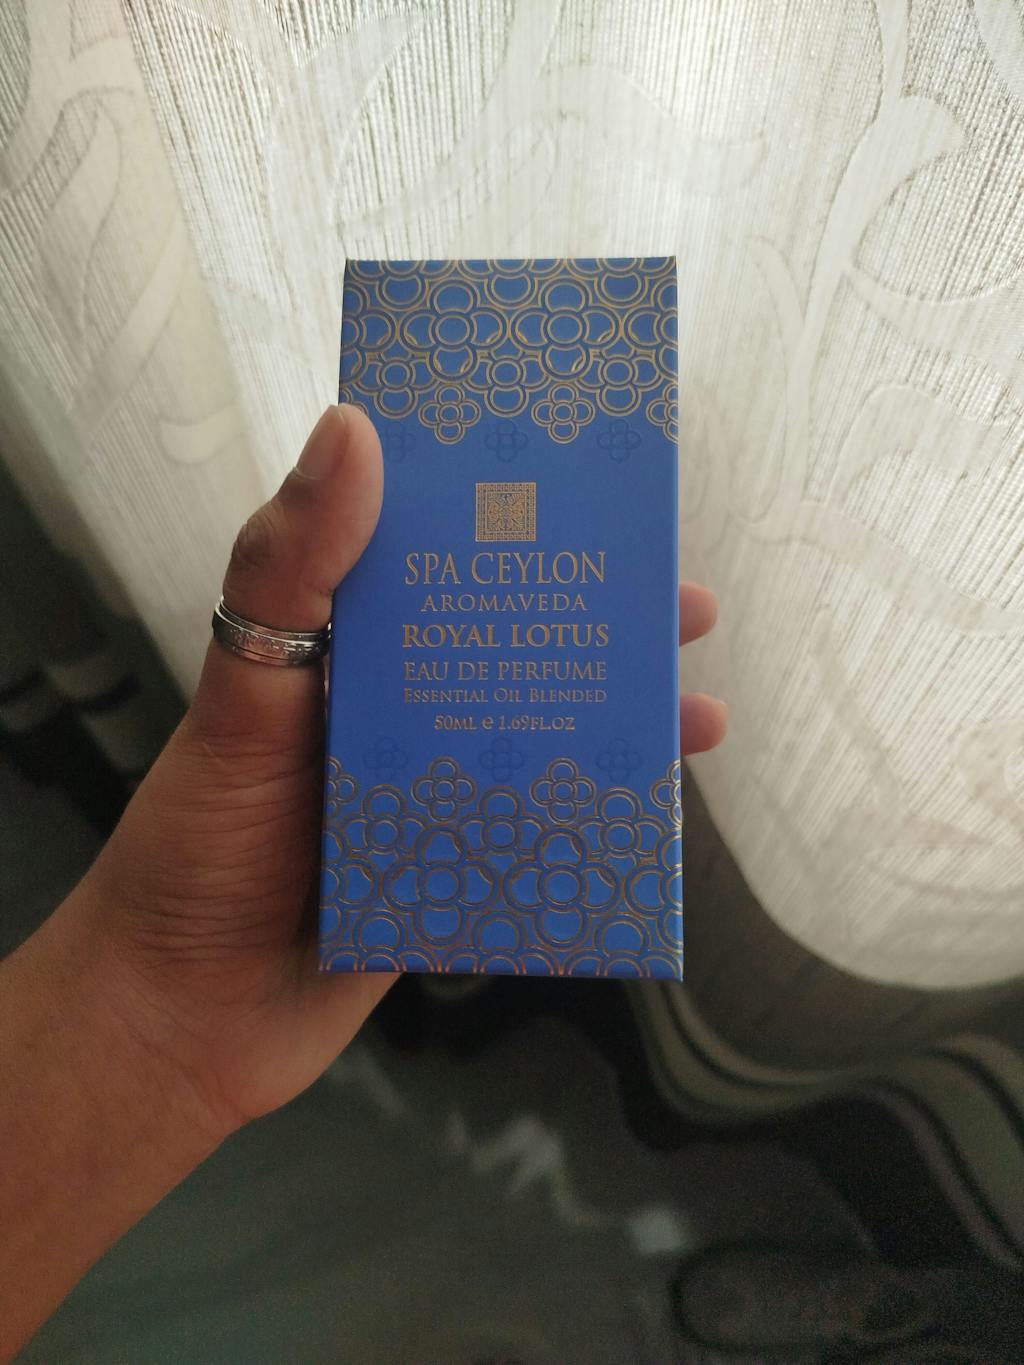 SPA CEYLON
AROMAVEDA
ROYAL LOTUS
EAU DE PERFUME
ESSENTIAL OIL BLENDED
50ML e 1.69FL.OZ